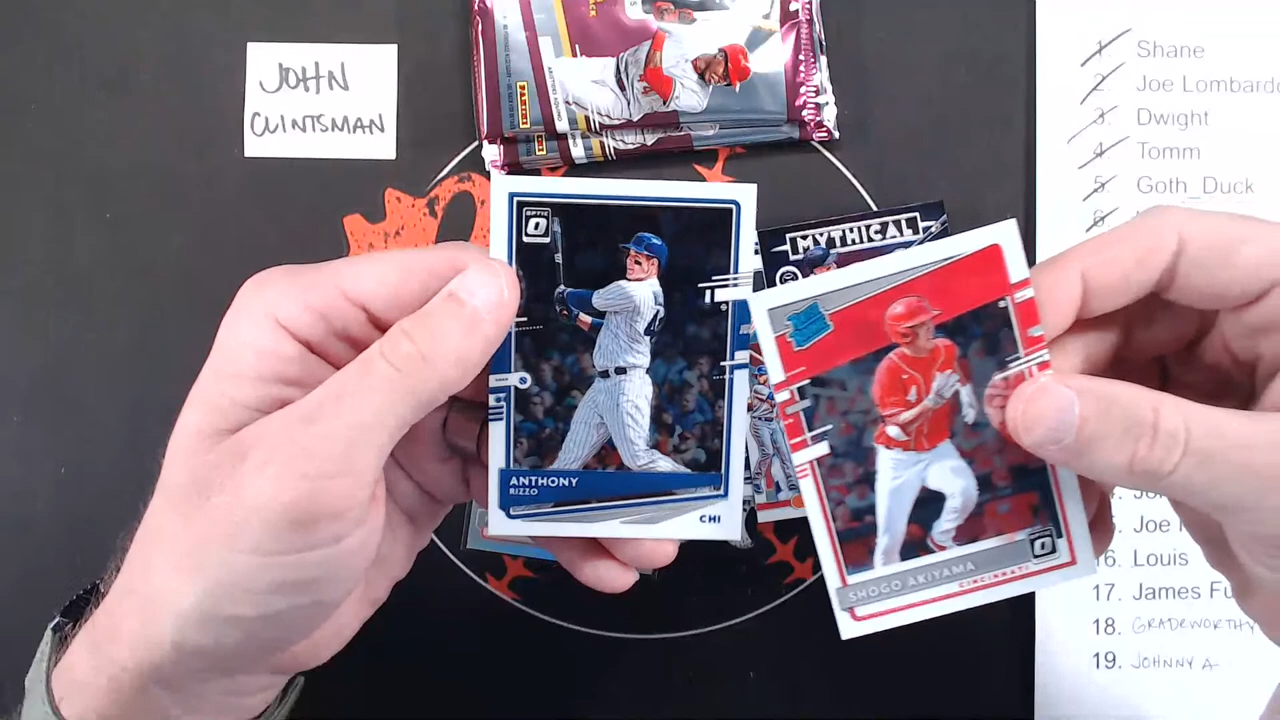 JOHN
CLINTSMAN
PANINI
OPTIC
ANTHONY
RIZZO
CHI
MYTHICAL
SHOGO AKIYAMA
CINCINNATI
OPTIC
1. Shane
2. Joe Lombardo
3. Dwight
4. Tomm
5. Goth_Duck
6.
Joe
16. Louis
17. James Fu
18. GRADEWORTHY
19. JOHNNY A